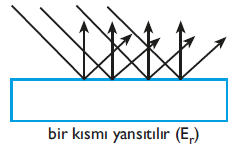 bir kısmı yansıtılır (Eᵣ)